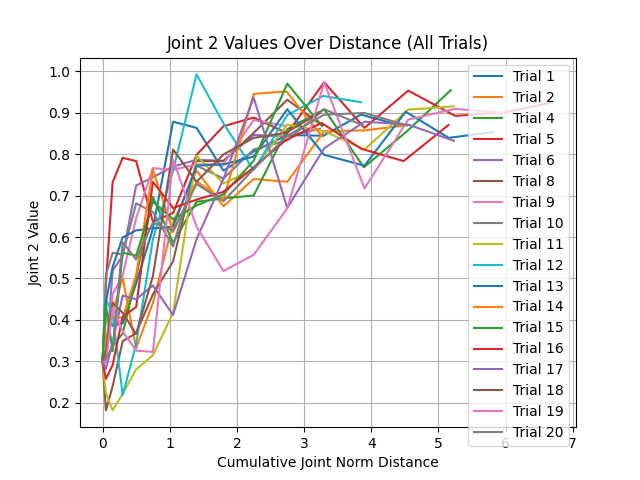 Joint 2 Values Over Distance (All Trials)
1.0
0.9
0.8
0.7
0.6
0.5
0.4
0.3
0.2
Joint 2 Value
0 1 2 3 4 5 6 7
Cumulative Joint Norm Distance
Trial 1
Trial 2
Trial 4
Trial 5
Trial 6
Trial 8
Trial 9
Trial 10
Trial 11
Trial 12
Trial 13
Trial 14
Trial 15
Trial 16
Trial 17
Trial 18
Trial 19
Trial 20